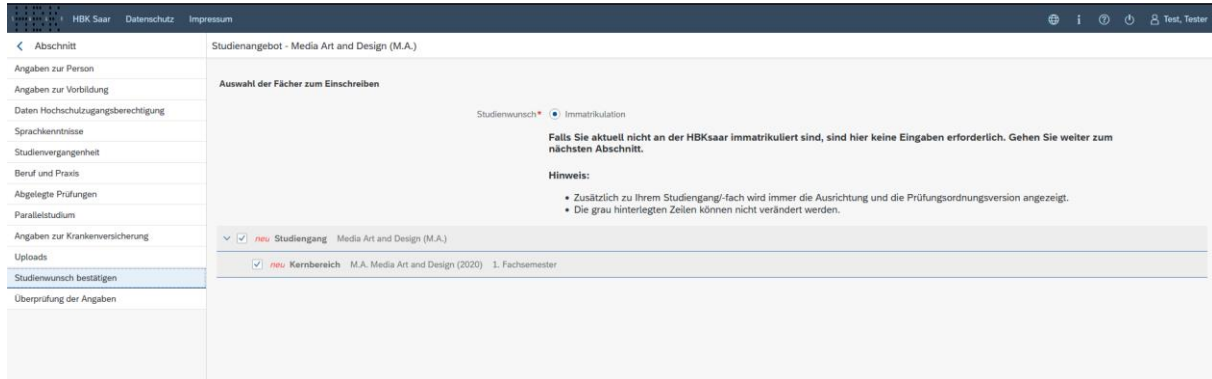 HBK Saar Datenschutz Impressum
Test, Tester
Abschnitt
Angaben zur Person
Angaben zur Vorbildung
Daten Hochschulzugangsberechtigung
Sprachkenntnisse
Studienvergangenheit
Beruf und Praxis
Abgelegte Prüfungen
Parallelstudium
Angaben zur Krankenversicherung
Uploads
Studienwunsch bestätigen
Überprüfung der Angaben
Studienangebot - Media Art and Design (M.A.)
Auswahl der Fächer zum Einschreiben
Studienwunsch* Immatrikulation
Falls Sie aktuell nicht an der HBKsaar immatrikuliert sind, sind hier keine Eingaben erforderlich. Gehen Sie weiter zum
nächsten Abschnitt.
Hinweis:
• Zusätzlich zu Ihrem Studiengang/-fach wird immer die Ausrichtung und die Prüfungsordnungsversion angezeigt.
• Die grau hinterlegten Zeilen können nicht verändert werden.
neu Studiengang Media Art and Design (M.A.)
neu Kernbereich M.A. Media Art and Design (2020) 1. Fachsemester